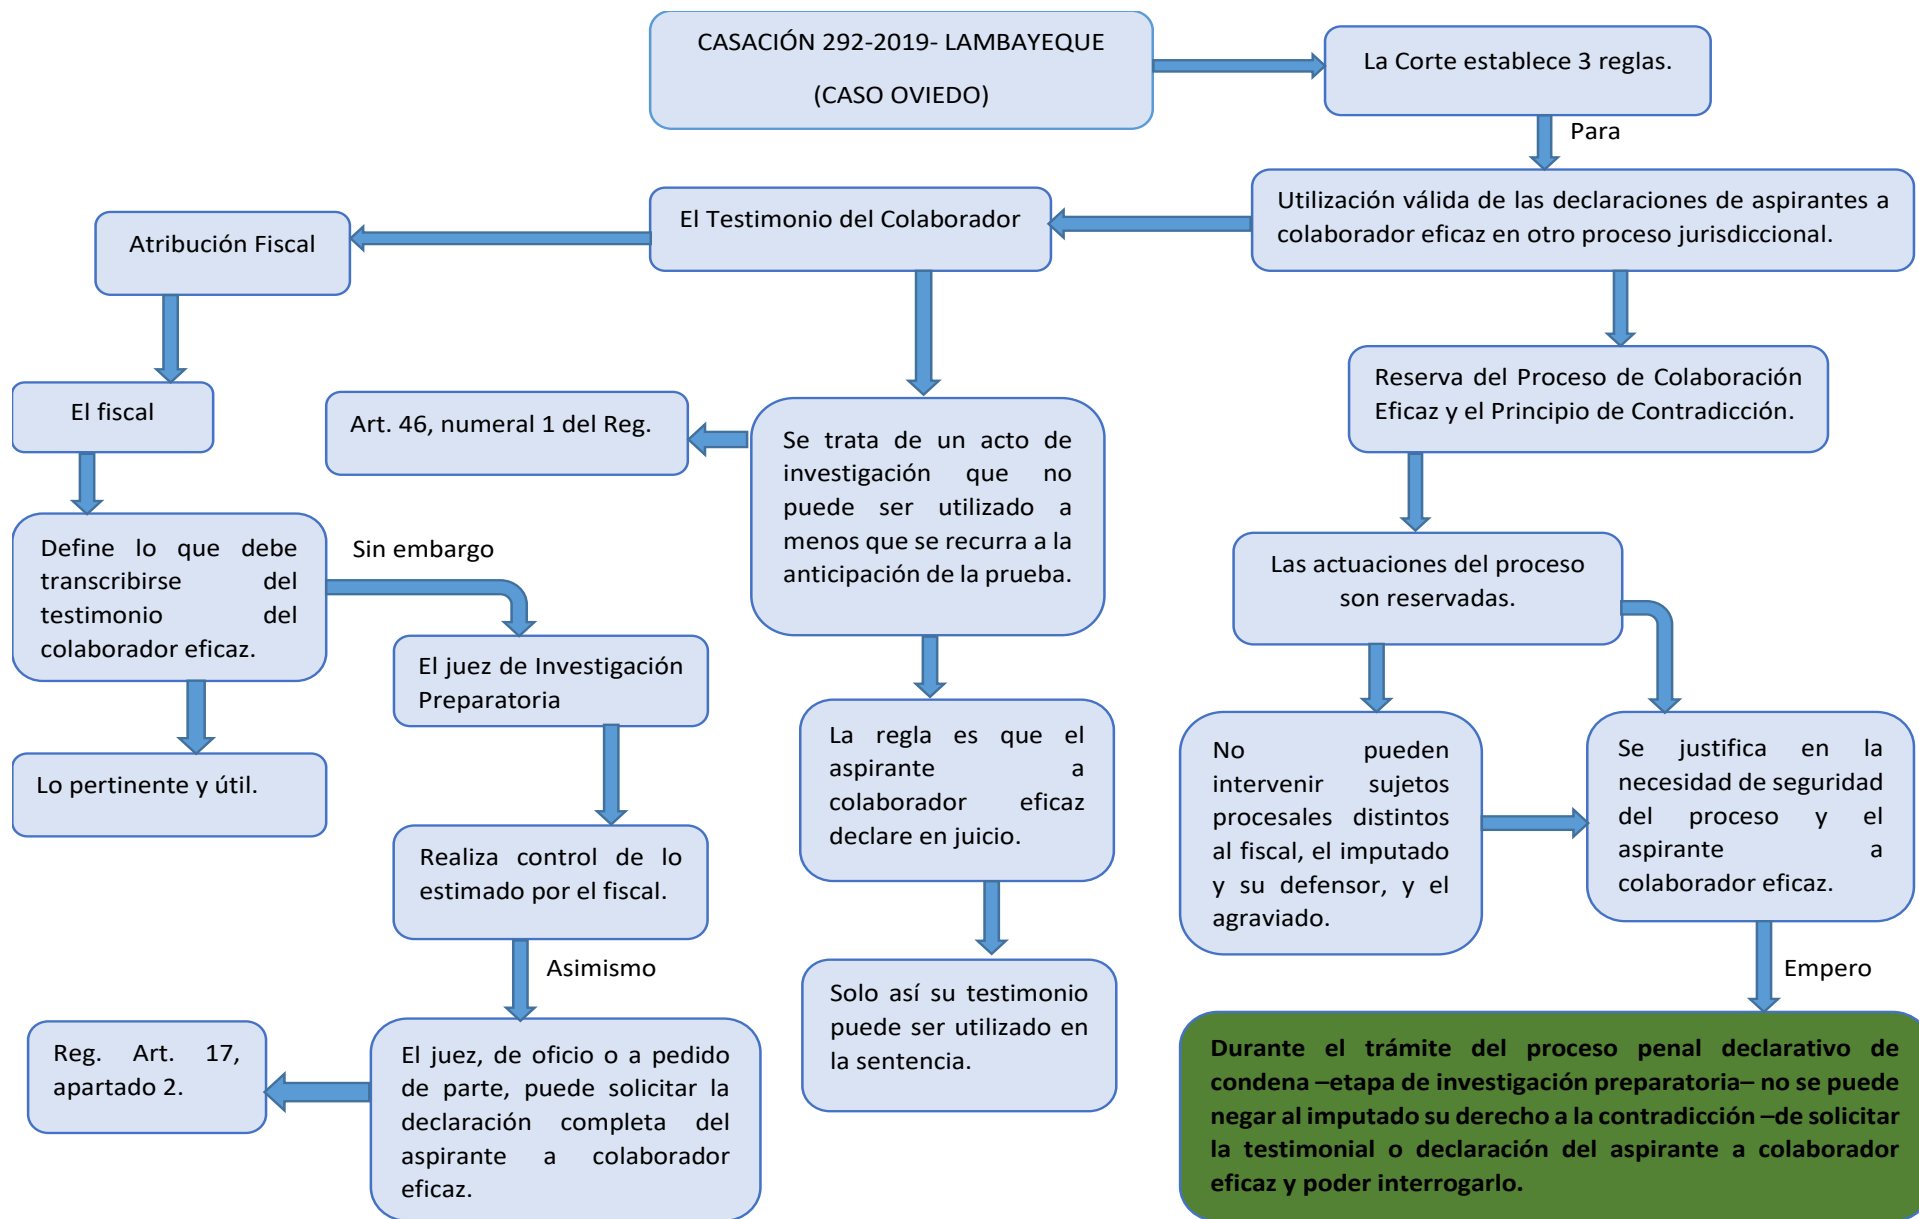 CASACIÓN 292-2019- LAMBAYEQUE
(CASO OVIEDO)
La Corte establece 3 reglas.
Para
Utilización válida de las declaraciones de aspirantes a
colaborador eficaz en otro proceso jurisdiccional.
El Testimonio del Colaborador
Atribución Fiscal
El fiscal
Define lo que debe
transcribirse del
testimonio del
colaborador eficaz.
Lo pertinente y útil.
Sin embargo
El juez de Investigación
Preparatoria
Realiza control de lo
estimado por el fiscal.
Asimismo
El juez, de oficio o a pedido
de parte, puede solicitar la
declaración completa del
aspirante a colaborador
eficaz.
Reg. Art. 17,
apartado 2.
Art. 46, numeral 1 del Reg.
Se trata de un acto de
investigación que no
puede ser utilizado a
menos que se recurra a la
anticipación de la prueba.
La regla es que el
aspirante a
colaborador eficaz
declare en juicio.
Solo así su testimonio
puede ser utilizado en
la sentencia.
Reserva del Proceso de Colaboración
Eficaz y el Principio de Contradicción.
Las actuaciones del proceso
son reservadas.
No pueden
intervenir sujetos
procesales distintos
al fiscal, el imputado
y su defensor, y el
agraviado.
Se justifica en la
necesidad de seguridad
del proceso y el
aspirante a
colaborador eficaz.
Empero
Durante el trámite del proceso penal declarativo de
condena –etapa de investigación preparatoria– no se puede
negar al imputado su derecho a la contradicción –de solicitar
la testimonial o declaración del aspirante a colaborador
eficaz y poder interrogarlo.